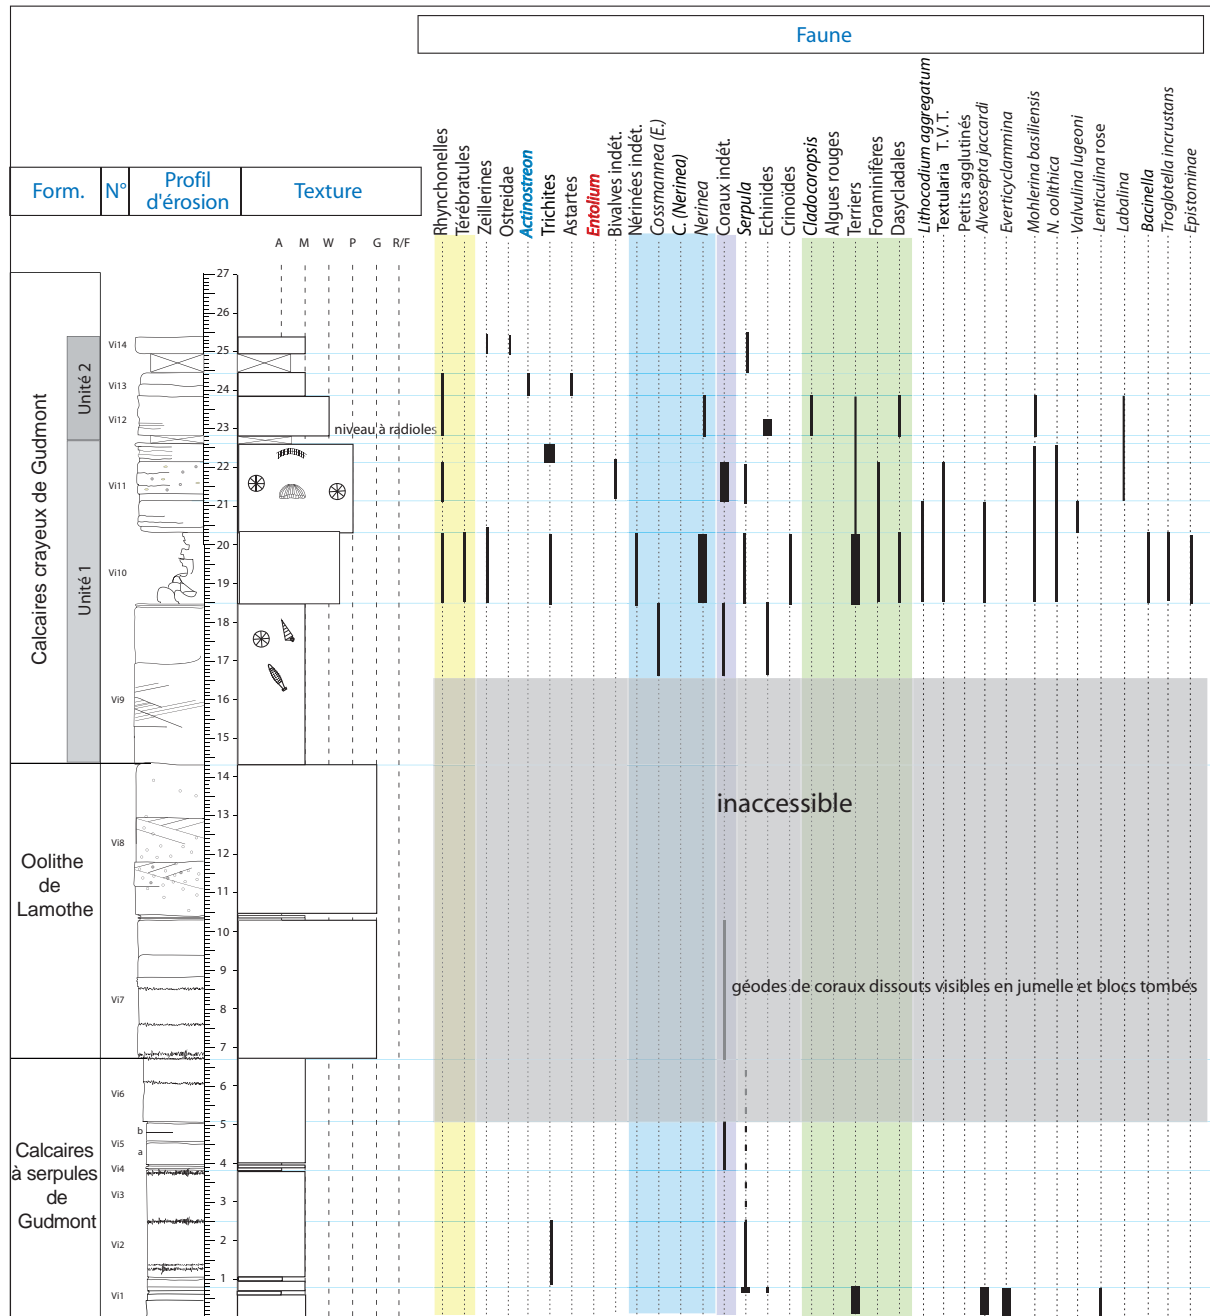 Faune
Form.
N°
Profil
d'érosion
Texture
Rhynchonelles
Térébratules
Zeillerines
Ostreidae
Actinostreon
Trichites
Astartes
Entolium
Bivalves indét.
Nérinées indét.
Cossmannea (E.)
C. (Nerinea)
Nerinea
Coraux indét.
Serpula
Echinides
Crinoïdes
Cladocoropsis
Algues rouges
Terriers
Foraminifères
Dasyclades
Lithocodium aggregatum
Textularia T.V.T.
Petits agglutinés
Alveosepta jaccardi
Everticyclammina
Mohlerina basiliensis
N. oolithica
Valvulina lugeoni
Lenticulina rose
Labalina
Bacinella
Troglotella incrustans
Epistominae
A M W P G R/F
27
26
Vi14
25
Vi13
24
Vi12
23
niveau à radioles
22
Vi11
21
20
Vi10
19
18
17
Vi9
16
15
14
13
Vi8
12
11
10
9
Vi7
8
7
6
Vi6
5
b
Vi5
a
4
Vi4
Vi3
3
2
Vi2
1
Vi1
Calcaires crayeux de Gudmont
Unité 2
Unité 1
Oolithe
de
Lamothe
Calcaires
à serpules
de
Gudmont
inaccessible
géodes de coraux dissouts visibles en jumelle et blocs tombés